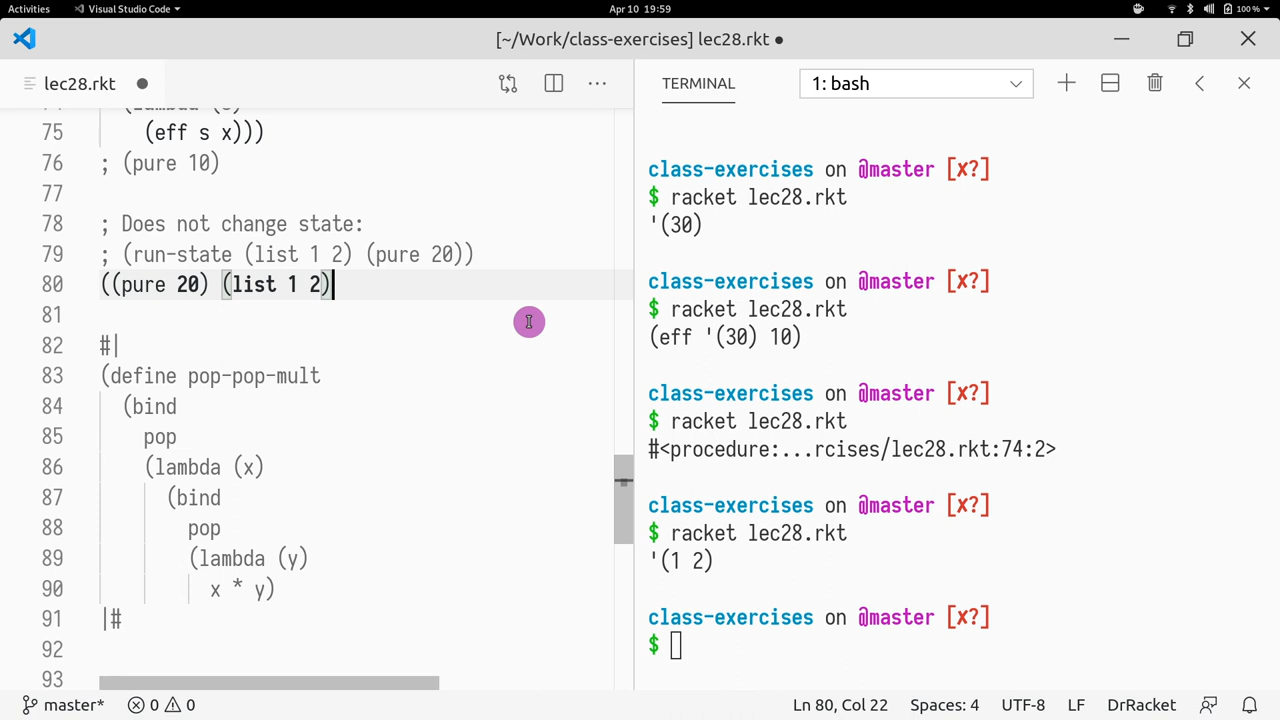 Activities
Visual Studio Code
Apr 10 19:59
100 %
[~/Work/class-exercises] lec28.rkt ●
lec28.rkt
75 (eff s x)))
76 ; (pure 10)
77
78 ; Does not change state:
79 ; (run-state (list 1 2) (pure 20))
80 ((pure 20) (list 1 2)
81
82 #|
83 (define pop-pop-mult
84 (bind
85 pop
86 (lambda (x)
87 (bind
88 pop
89 (lambda (y)
90 x * y)
91 |#
92
93
TERMINAL
1: bash
class-exercises on @master [x?]
$ racket lec28.rkt
'(30)
class-exercises on @master [x?]
$ racket lec28.rkt
(eff '(30) 10)
class-exercises on @master [x?]
$ racket lec28.rkt
#<procedure:...rcises/lec28.rkt:74:2>
class-exercises on @master [x?]
$ racket lec28.rkt
'(1 2)
class-exercises on @master [x?]
$
master*
0
0
Ln 80, Col 22
Spaces: 4
UTF-8
LF
DrRacket